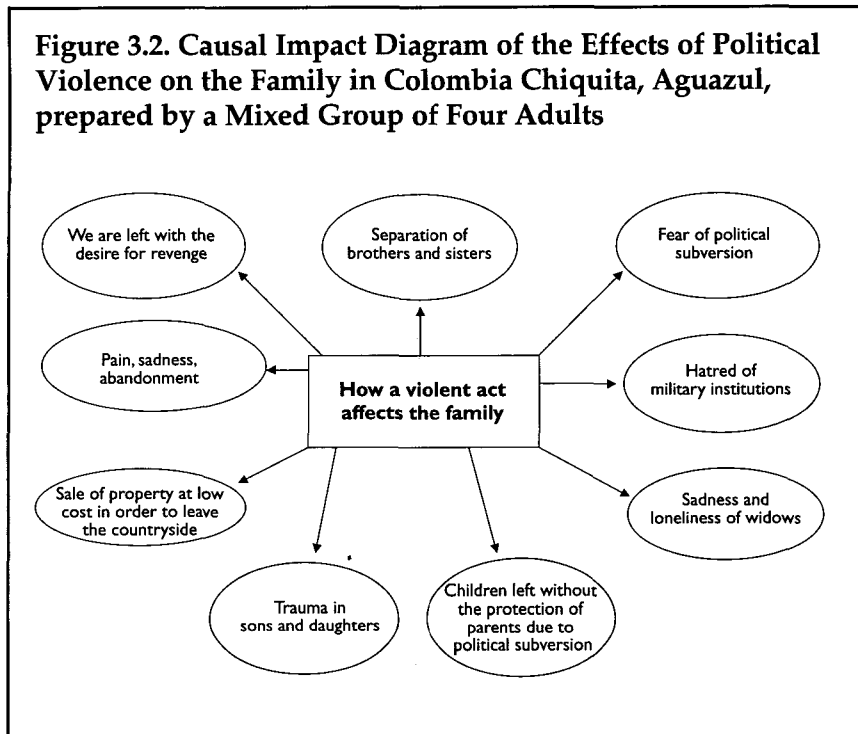 Figure 3.2. Causal Impact Diagram of the Effects of Political
Violence on the Family in Colombia Chiquita, Aguazul,
prepared by a Mixed Group of Four Adults
We are left with the
desire for revenge
Separation of
brothers and sisters
Fear of political
subversion
Pain, sadness,
abandonment
How a violent act
affects the family
Hatred of
military institutions
Sale of property at low
cost in order to leave
the countryside
Sadness and
loneliness of widows
Trauma in
sons and daughters
Children left without
the protection of
parents due to
political subversion